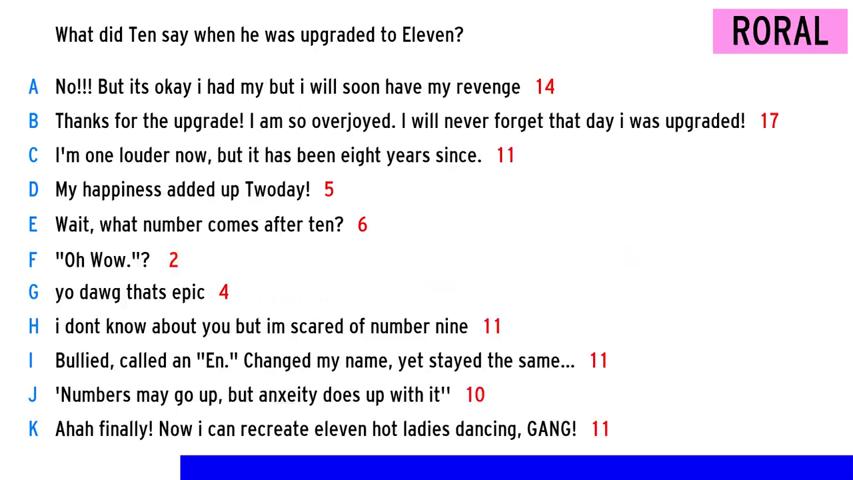 What did Ten say when he was upgraded to Eleven?
RORAL
A No!!! But its okay i had my but i will soon have my revenge 14
B Thanks for the upgrade! I am so overjoyed. I will never forget that day i was upgraded! 17
C I'm one louder now, but it has been eight years since. 11
D My happiness added up Twoday! 5
E Wait, what number comes after ten? 6
F "Oh Wow."? 2
G yo dawg thats epic 4
H i dont know about you but im scared of number nine 11
I Bullied, called an "En." Changed my name, yet stayed the same... 11
J 'Numbers may go up, but anxeity does up with it'' 10
K Ahah finally! Now i can recreate eleven hot ladies dancing, GANG! 11